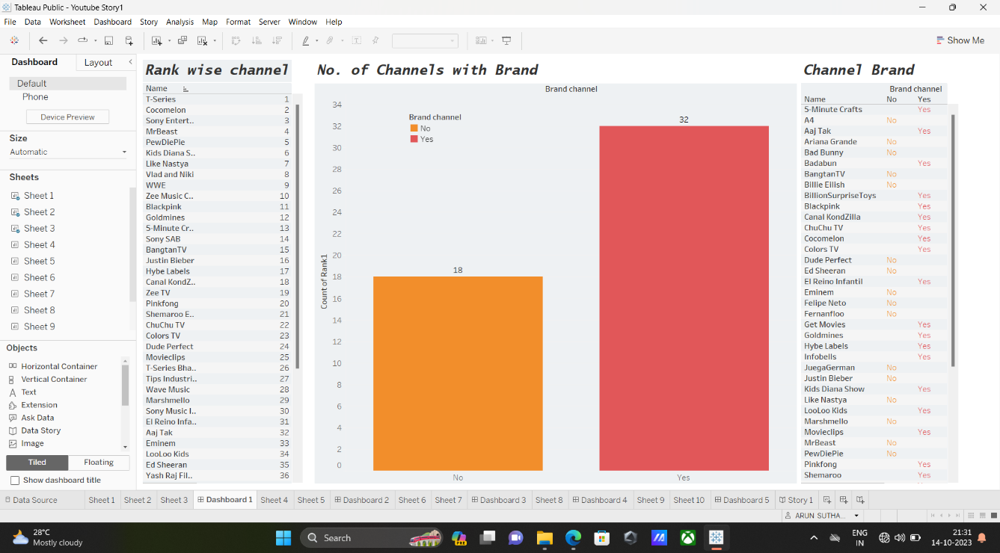 Tableau Public - Youtube Story1
File Data Worksheet Dashboard Story Analysis Map Format Server Window Help
Show Me
Dashboard Layout
Default
Phone
Device Preview
Size
Automatic
Sheets
Sheet 1
Sheet 2
Sheet 3
Sheet 4
Sheet 5
Sheet 6
Sheet 7
Sheet 8
Sheet 9
Objects
Horizontal Container
Vertical Container
Text
Extension
Ask Data
Data Story
Image
Tiled Floating
Show dashboard title
Rank wise channel
Name
T-Series 1
Cocomelon 2
Sony Entert.. 3
MrBeast 4
PewDiePie 5
Kids Diana S.. 6
Like Nastya 7
Vlad and Niki 8
WWE 9
Zee Music C.. 10
Blackpink 11
Goldmines 12
5-Minute Cr.. 13
Sony SAB 14
BangtanTV 15
Justin Bieber 16
Hybe Labels 17
Canal KondZ.. 18
Zee TV 19
Pinkfong 20
Shemaroo E.. 21
ChuChu TV 22
Colors TV 23
Dude Perfect 24
Movieclips 25
T-Series Bha.. 26
Tips Industri.. 27
Wave Music 28
Marshmello 29
Sony Music I.. 30
El Reino Infa.. 31
Aaj Tak 32
Eminem 33
LooLoo Kids 34
Ed Sheeran 35
Yash Raj Fil.. 36
No. of Channels with Brand
Brand channel
Brand channel
No
Yes
Count of Rank1
34
32
30
28
26
24
22
20
18
16
14
12
10
8
6
4
2
0
18
32
No Yes
Channel Brand
Brand channel
Name No Yes
5-Minute Crafts Yes
A4 No
Aaj Tak Yes
Ariana Grande No
Bad Bunny No
Badabun Yes
BangtanTV No
Billie Eilish No
BillionSurpriseToys Yes
Blackpink Yes
Canal KondZilla Yes
ChuChu TV Yes
Cocomelon Yes
Colors TV Yes
Dude Perfect No
Ed Sheeran No
El Reino Infantil Yes
Eminem No
Felipe Neto No
Fernanfloo No
Get Movies Yes
Goldmines Yes
Hybe Labels Yes
Infobells Yes
JuegaGerman No
Justin Bieber No
Kids Diana Show Yes
Like Nastya No
LooLoo Kids Yes
Marshmello No
Movieclips Yes
MrBeast No
PewDiePie No
Pinkfong Yes
Shemaroo Yes
Data Source Sheet 1 Sheet 2 Sheet 3 Dashboard 1 Sheet 4 Sheet 5 Dashboard 2 Sheet 6 Sheet 7 Dashboard 3 Sheet 8 Dashboard 4 Sheet 9 Sheet 10 Dashboard 5 Story 1
ARUN SUTHA...
28°C
Mostly cloudy
Search
PRE
ENG
IN
21:31
14-10-2023